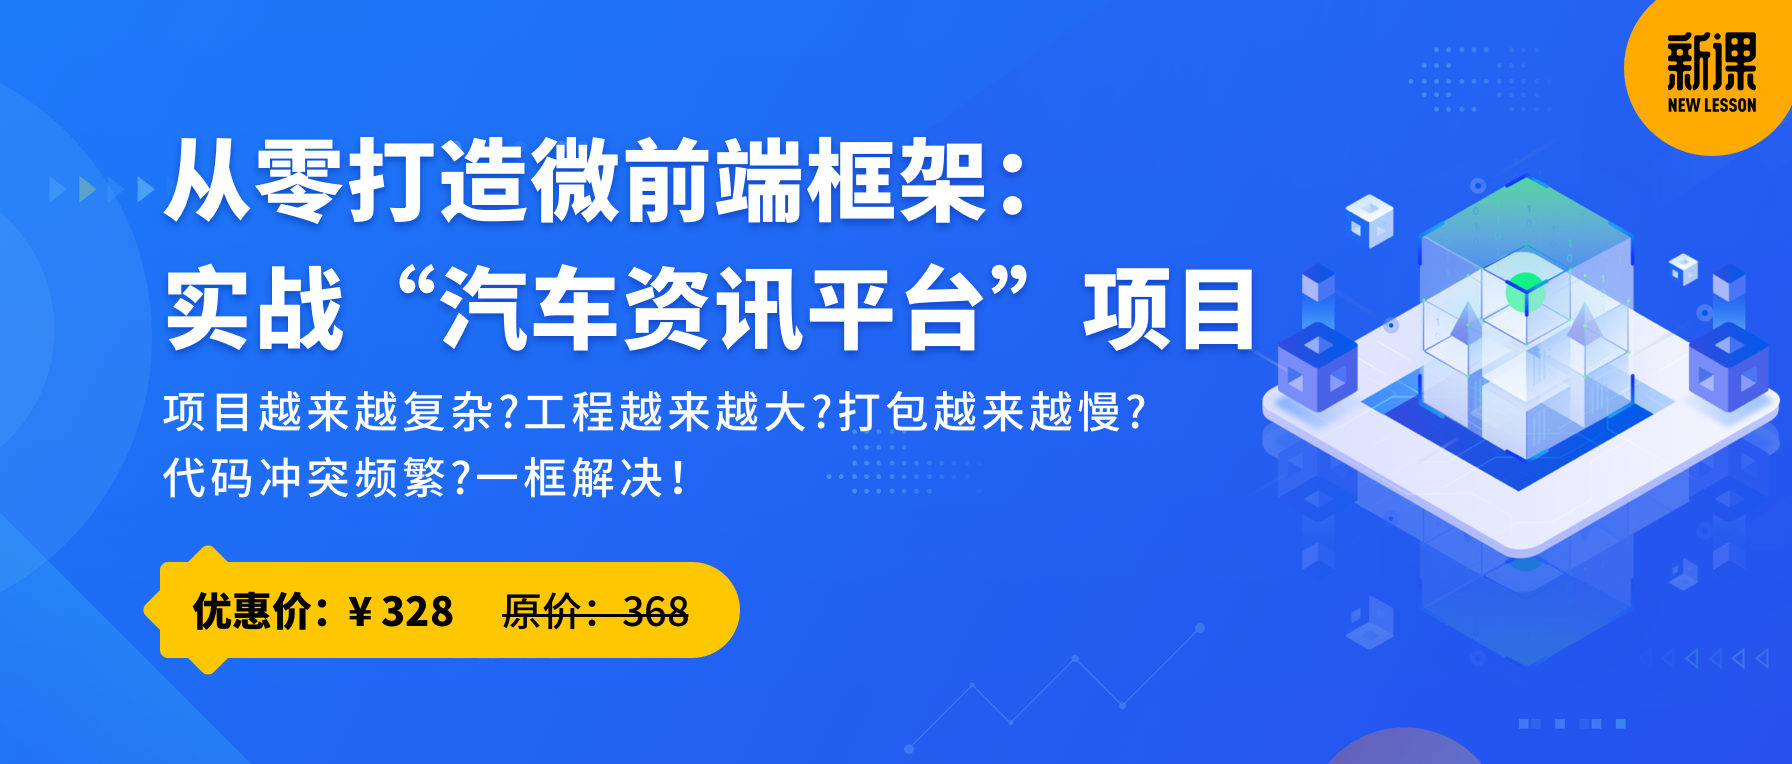 新课
NEW LESSON
从零打造微前端框架：
实战“汽车资讯平台”项目
项目越来越复杂?工程越来越大?打包越来越慢?
代码冲突频繁?一框解决!
优惠价：¥ 328 原价：368